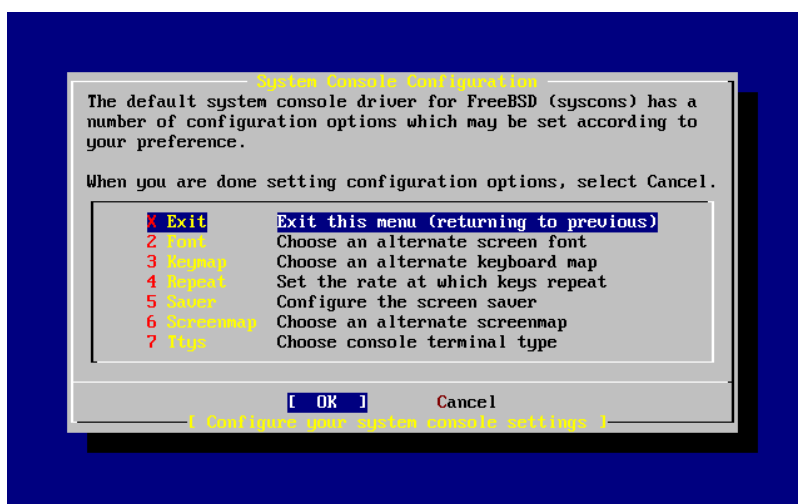 System Console Configuration
The default system console driver for FreeBSD (syscons) has a
number of configuration options which may be set according to
your preference.
When you are done setting configuration options, select Cancel.
X Exit Exit this menu (returning to previous)
2 Font Choose an alternate screen font
3 Keymap Choose an alternate keyboard map
4 Repeat Set the rate at which keys repeat
5 Saver Configure the screen saver
6 Screenmap Choose an alternate screenmap
7 Ttys Choose console terminal type
[ OK ] Cancel
[ Configure your system console settings ]